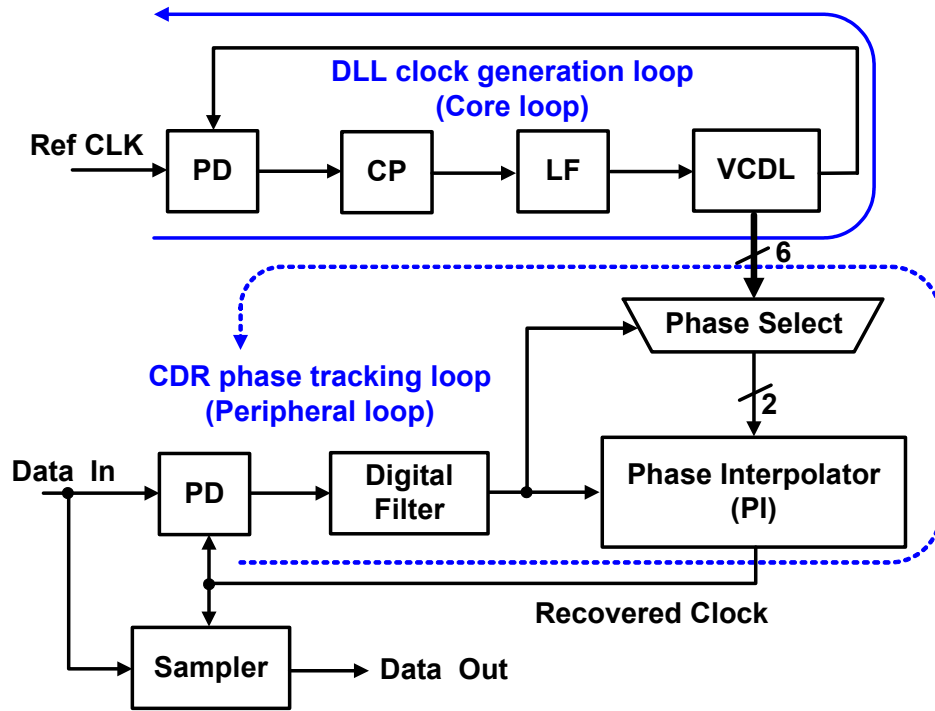 DLL clock generation loop
(Core loop)
Ref CLK
PD
CP
LF
VCDL
6
Phase Select
CDR phase tracking loop
(Peripheral loop)
2
Data In
PD
Digital
Filter
Phase Interpolator
(PI)
Recovered Clock
Sampler
Data Out